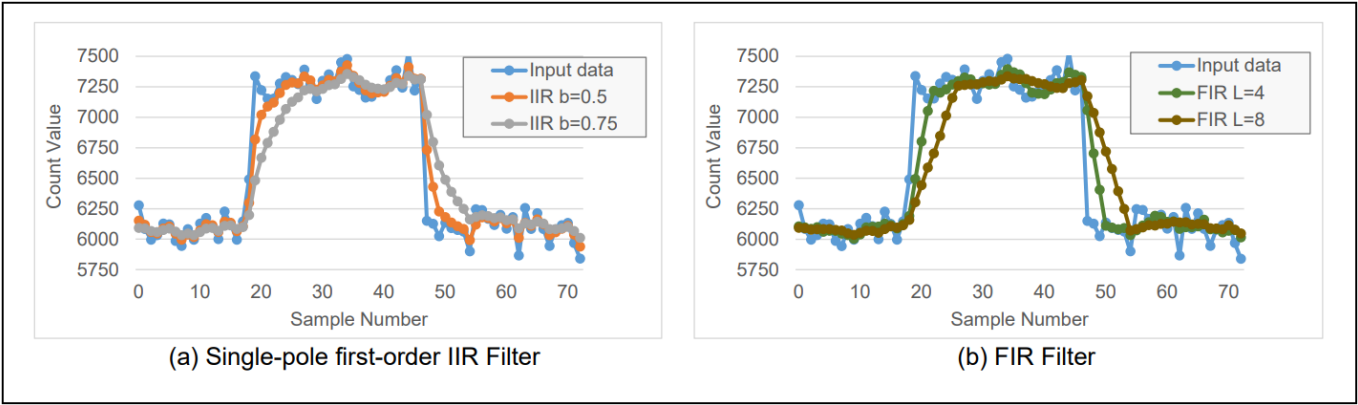 7500
7250
7000
6750
6500
6250
6000
5750
Count Value
0 10 20 30 40 50 60 70
Sample Number
Input data
IIR b=0.5
IIR b=0.75
(a) Single-pole first-order IIR Filter
7500
7250
7000
6750
6500
6250
6000
5750
Count Value
0 10 20 30 40 50 60 70
Sample Number
Input data
FIR L=4
FIR L=8
(b) FIR Filter